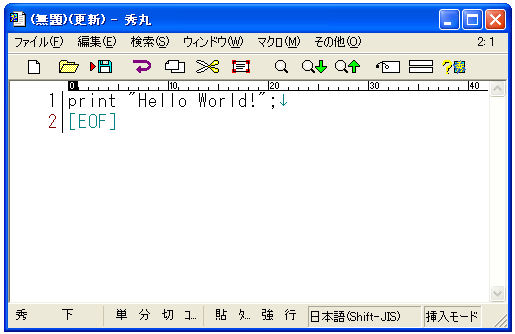 (無題)(更新) - 秀丸
ファイル(F) 編集(E) 検索(S) ウィンドウ(W) マクロ(M) その他(O) 2:1
0 10 20 30 40
1 print "Hello World!";↓
2 [EOF]
秀 下 単 分 切 コ... 貼 タ... 強 行 日本語(Shift-JIS) 挿入モード